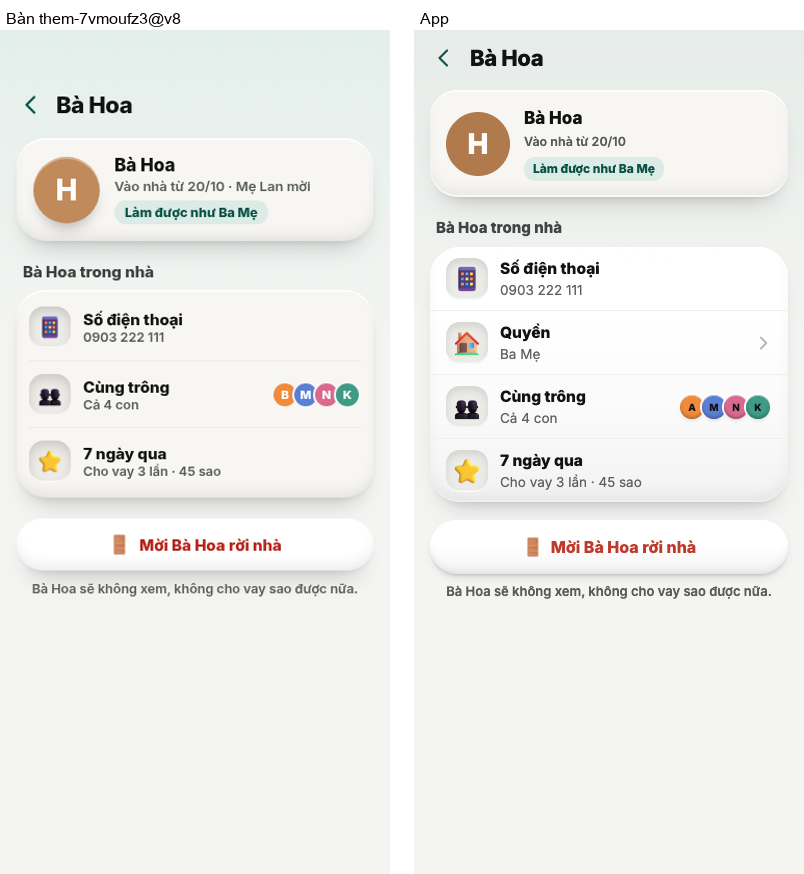 Bản them-7vmoufz3@v8
Bà Hoa
H
Bà Hoa
Vào nhà từ 20/10 · Mẹ Lan mời
Làm được như Ba Mẹ
Bà Hoa trong nhà
Số điện thoại
0903 222 111
Cùng trông
Cả 4 con
B M N K
7 ngày qua
Cho vay 3 lần · 45 sao
Mời Bà Hoa rời nhà
Bà Hoa sẽ không xem, không cho vay sao được nữa.
App
Bà Hoa
H
Bà Hoa
Vào nhà từ 20/10
Làm được như Ba Mẹ
Bà Hoa trong nhà
Số điện thoại
0903 222 111
Quyền
Ba Mẹ
Cùng trông
Cả 4 con
A M N K
7 ngày qua
Cho vay 3 lần · 45 sao
Mời Bà Hoa rời nhà
Bà Hoa sẽ không xem, không cho vay sao được nữa.